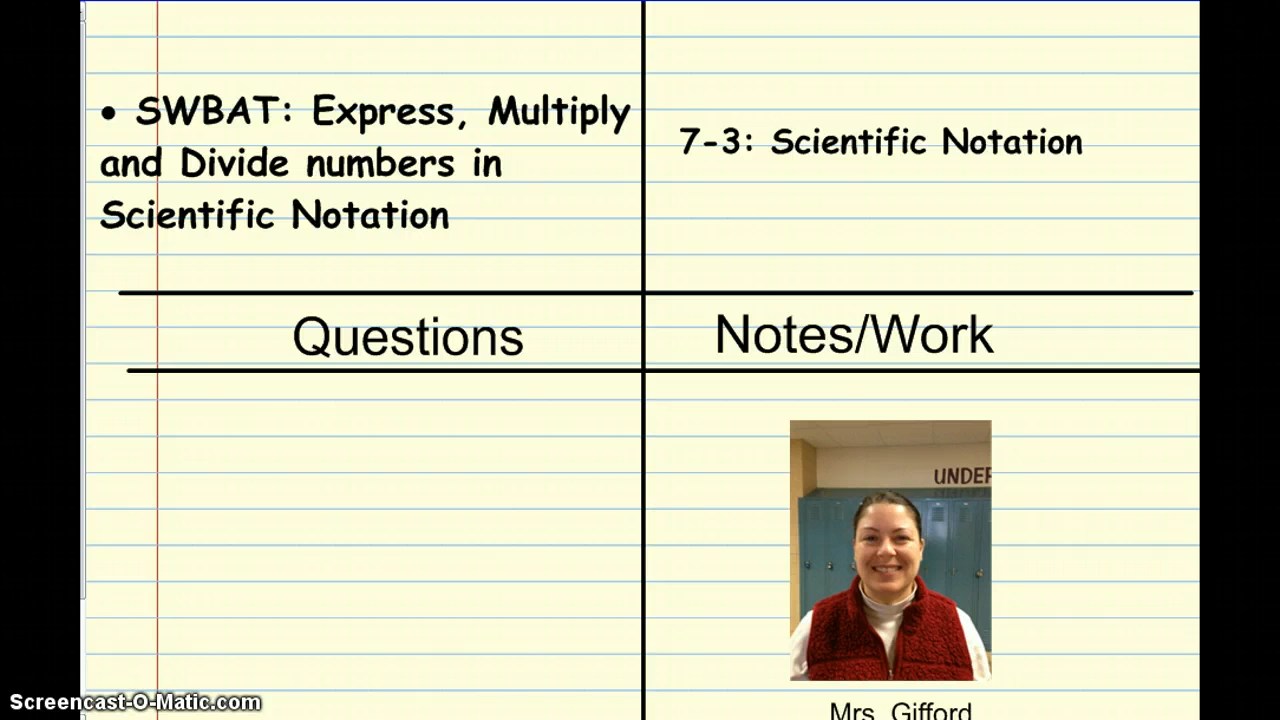 • SWBAT: Express, Multiply
and Divide numbers in
Scientific Notation
7-3: Scientific Notation
Questions
Notes/Work
UNDER
Mrs. Gifford
Screencast-O-Matic.com